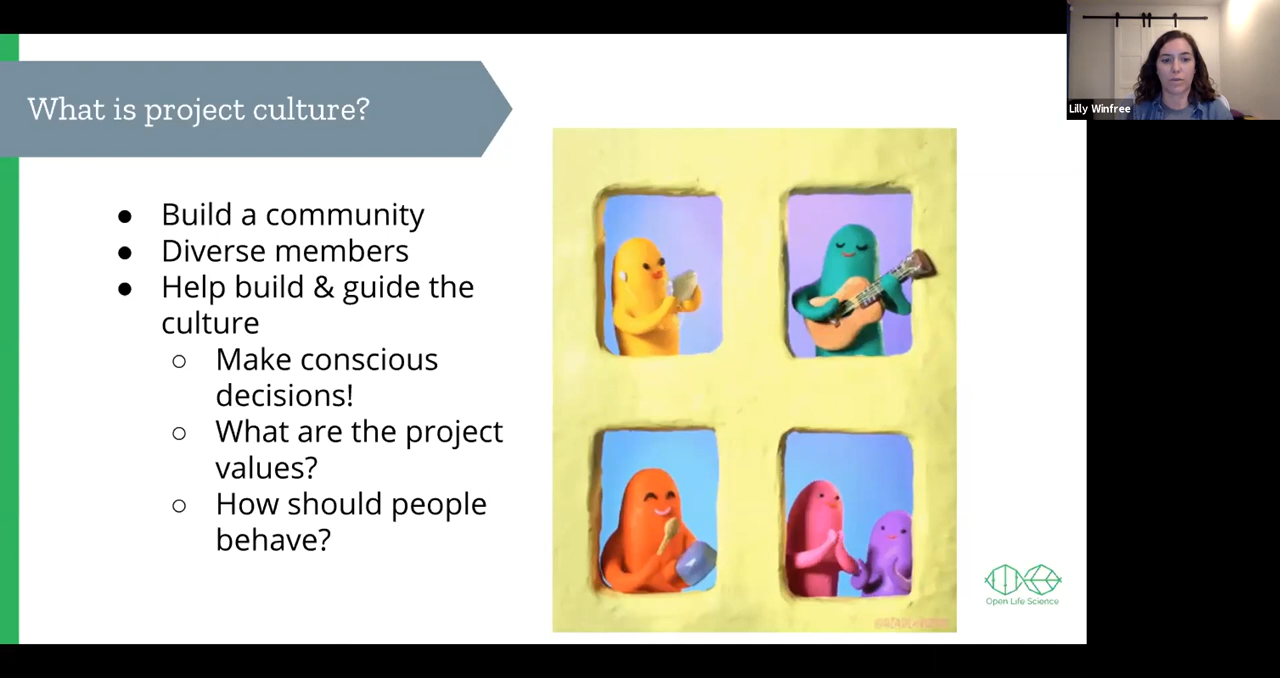 What is project culture?
Lilly Winfree
● Build a community
● Diverse members
● Help build & guide the
culture
○ Make conscious
decisions!
○ What are the project
values?
○ How should people
behave?
Open Life Science